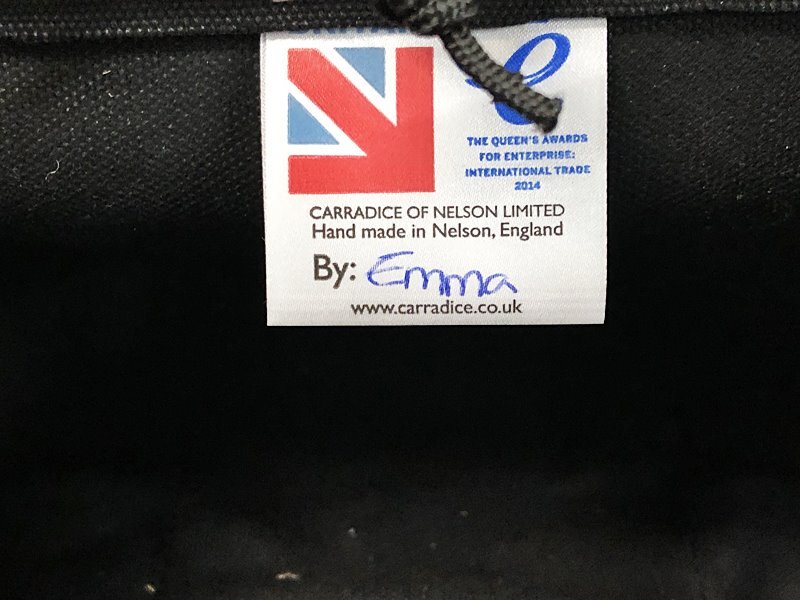 THE QUEEN'S AWARDS
FOR ENTERPRISE:
INTERNATIONAL TRADE
2014
CARRADICE OF NELSON LIMITED
Hand made in Nelson, England
By: Emma
www.carradice.co.uk